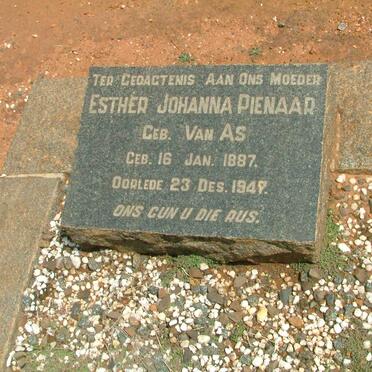 TER GEDAGTENIS AAN ONS MOEDER
ESTHER JOHANNA PIENAAR
GEB. VAN AS
GEB. 16 JAN. 1887.
OORLEDE 23 DES. 1947.
ONS GUN U DIE RUS.